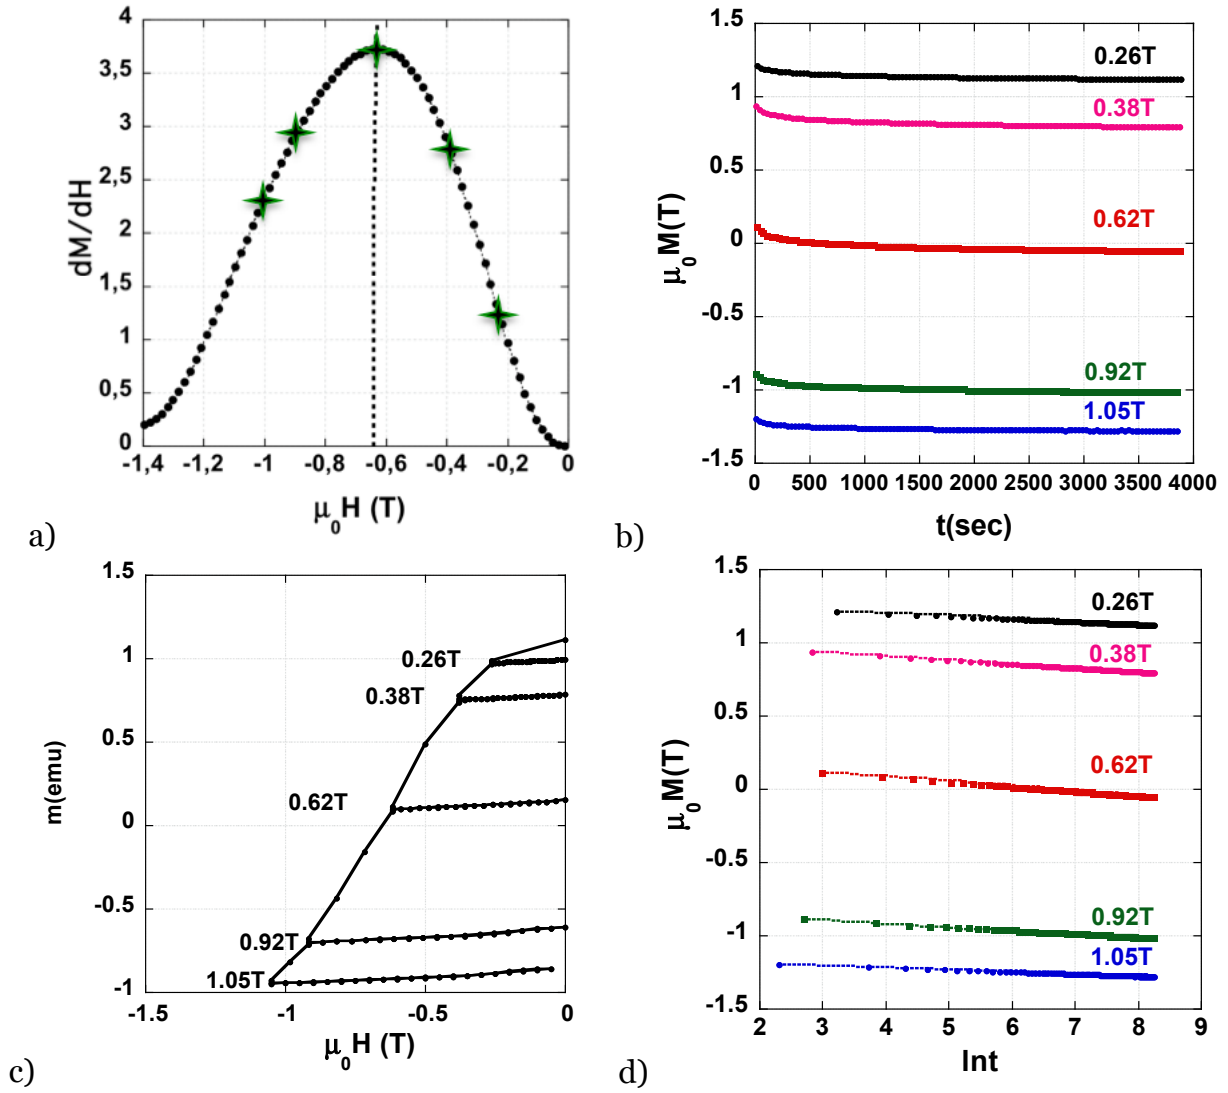 4
3,5
3
2,5
2
1,5
1
0,5
0
dM/dH
-1,4 -1,2 -1 -0,8 -0,6 -0,4 -0,2 0
μ0H (T)
a)
1.5
1
0.5
0
-0.5
-1
-1.5
μ0M(T)
0.26T
0.38T
0.62T
0.92T
1.05T
0 500 1000 1500 2000 2500 3000 3500 4000
t(sec)
b)
1.5
1
0.5
0
-0.5
-1
m(emu)
0.26T
0.38T
0.62T
0.92T
1.05T
-1.5 -1 -0.5 0
μ0H (T)
c)
1.5
1
0.5
0
-0.5
-1
-1.5
μ0M(T)
0.26T
0.38T
0.62T
0.92T
1.05T
2 3 4 5 6 7 8 9
lnt
d)